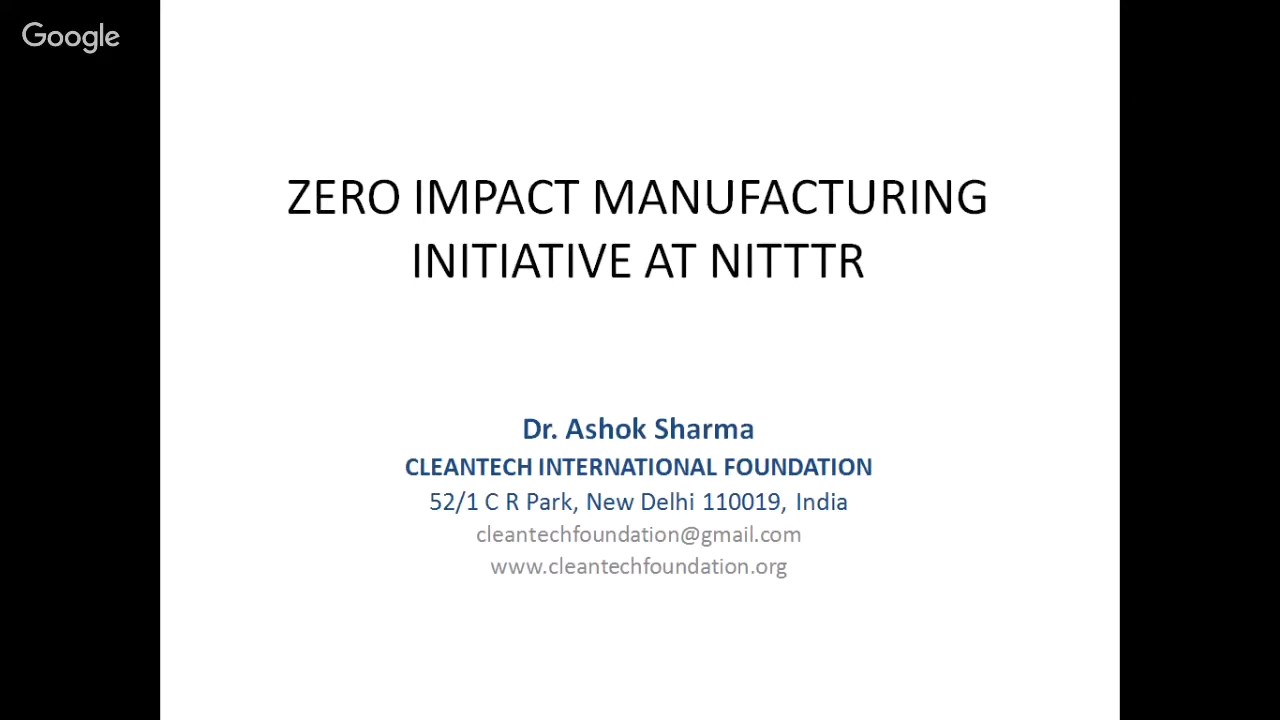 Google
ZERO IMPACT MANUFACTURING
INITIATIVE AT NITTTR
Dr. Ashok Sharma
CLEANTECH INTERNATIONAL FOUNDATION
52/1 C R Park, New Delhi 110019, India
cleantechfoundation@gmail.com
www.cleantechfoundation.org